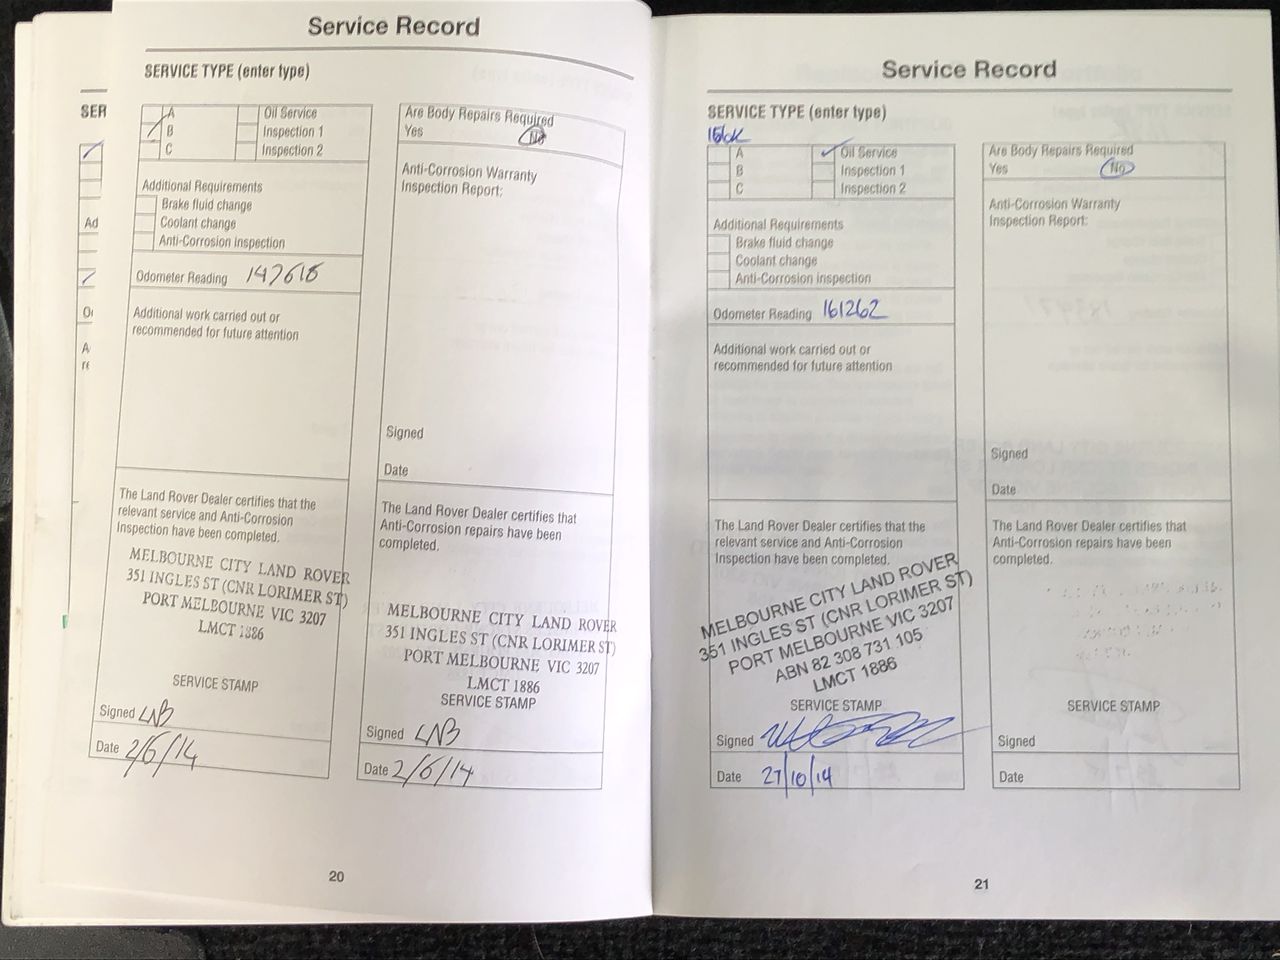 Service Record
SERVICE TYPE (enter type)
SER
A
B
C
Oil Service
Inspection 1
Inspection 2
Additional Requirements
Brake fluid change
Coolant change
Anti-Corrosion inspection
Ad
Odometer Reading 147618
Additional work carried out or
recommended for future attention
The Land Rover Dealer certifies that the
relevant service and Anti-Corrosion
Inspection have been completed.
MELBOURNE CITY LAND ROVER
351 INGLES ST (CNR LORIMER ST)
PORT MELBOURNE VIC 3207
LMCT 1886
SERVICE STAMP
Signed LNB
Date 2/6/14
Are Body Repairs Required
Yes No
Anti-Corrosion Warranty
Inspection Report:
Signed
Date
The Land Rover Dealer certifies that
Anti-Corrosion repairs have been
completed.
MELBOURNE CITY LAND ROVER
351 INGLES ST (CNR LORIMER ST)
PORT MELBOURNE VIC 3207
LMCT 1886
SERVICE STAMP
Signed LNB
Date 2/6/14
20
Service Record
SERVICE TYPE (enter type)
A
B
C
Oil Service
Inspection 1
Inspection 2
Additional Requirements
Brake fluid change
Coolant change
Anti-Corrosion inspection
Odometer Reading 161262
Additional work carried out or
recommended for future attention
The Land Rover Dealer certifies that the
relevant service and Anti-Corrosion
Inspection have been completed.
MELBOURNE CITY LAND ROVER
351 INGLES ST (CNR LORIMER ST)
PORT MELBOURNE VIC 3207
ABN 82 308 731 105
LMCT 1886
SERVICE STAMP
Signed
Date 27/10/14
Are Body Repairs Required
Yes No
Anti-Corrosion Warranty
Inspection Report:
Signed
Date
The Land Rover Dealer certifies that
Anti-Corrosion repairs have been
completed.
SERVICE STAMP
Signed
Date
21